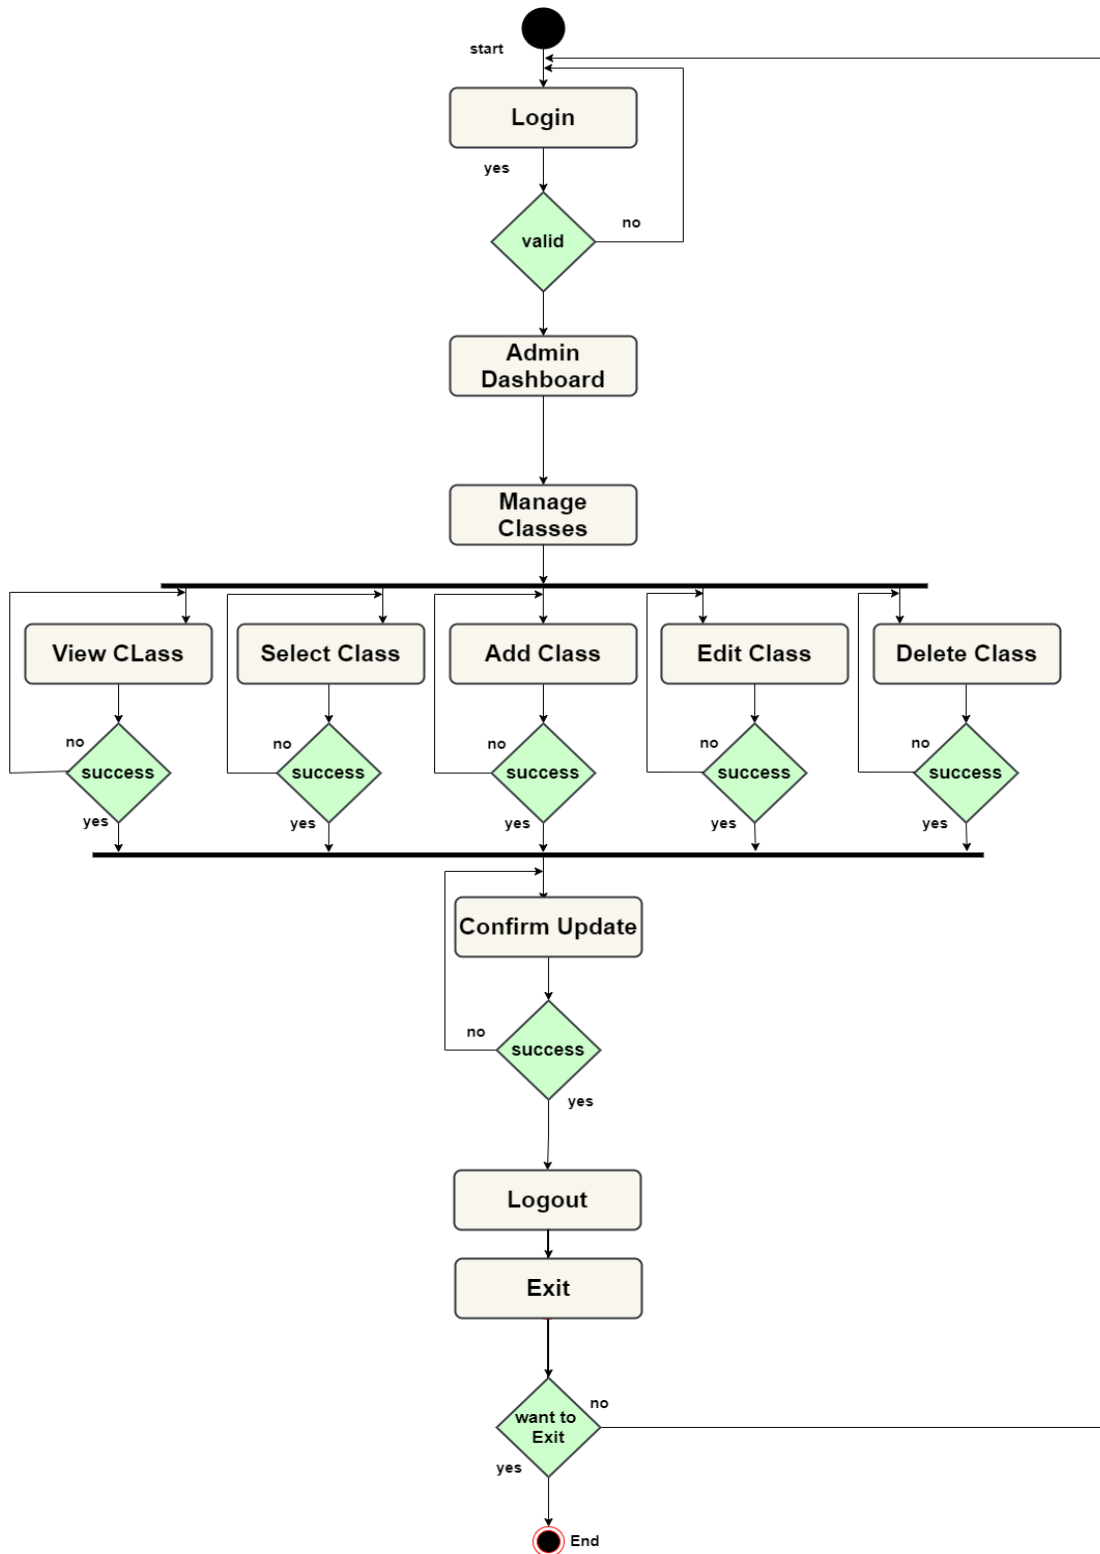 start
Login
yes
valid
no
Admin
Dashboard
Manage
Classes
View CLass
Select Class
Add Class
Edit Class
Delete Class
no
success
yes
no
success
yes
no
success
yes
no
success
yes
no
success
yes
Confirm Update
no
success
yes
Logout
Exit
want to
Exit
no
yes
End